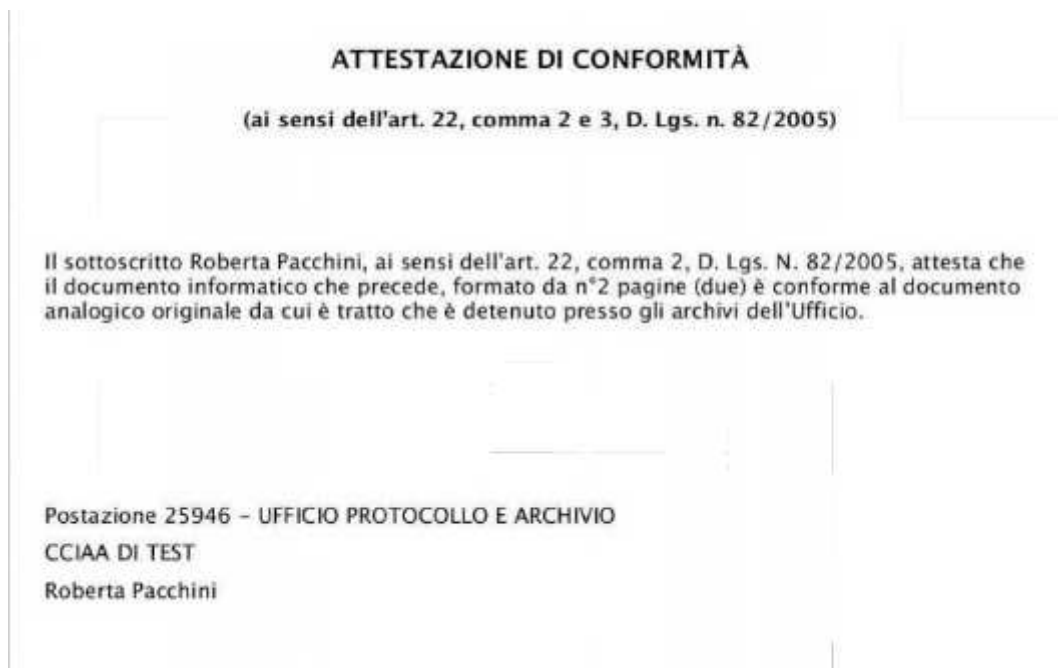 ATTESTAZIONE DI CONFORMITÀ
(ai sensi dell'art. 22, comma 2 e 3, D. Lgs. n. 82/2005)
Il sottoscritto Roberta Pacchini, ai sensi dell'art. 22, comma 2, D. Lgs. N. 82/2005, attesta che
il documento informatico che precede, formato da n°2 pagine (due) è conforme al documento
analogico originale da cui è tratto che è detenuto presso gli archivi dell'Ufficio.
Postazione 25946 – UFFICIO PROTOCOLLO E ARCHIVIO
CCIAA DI TEST
Roberta Pacchini